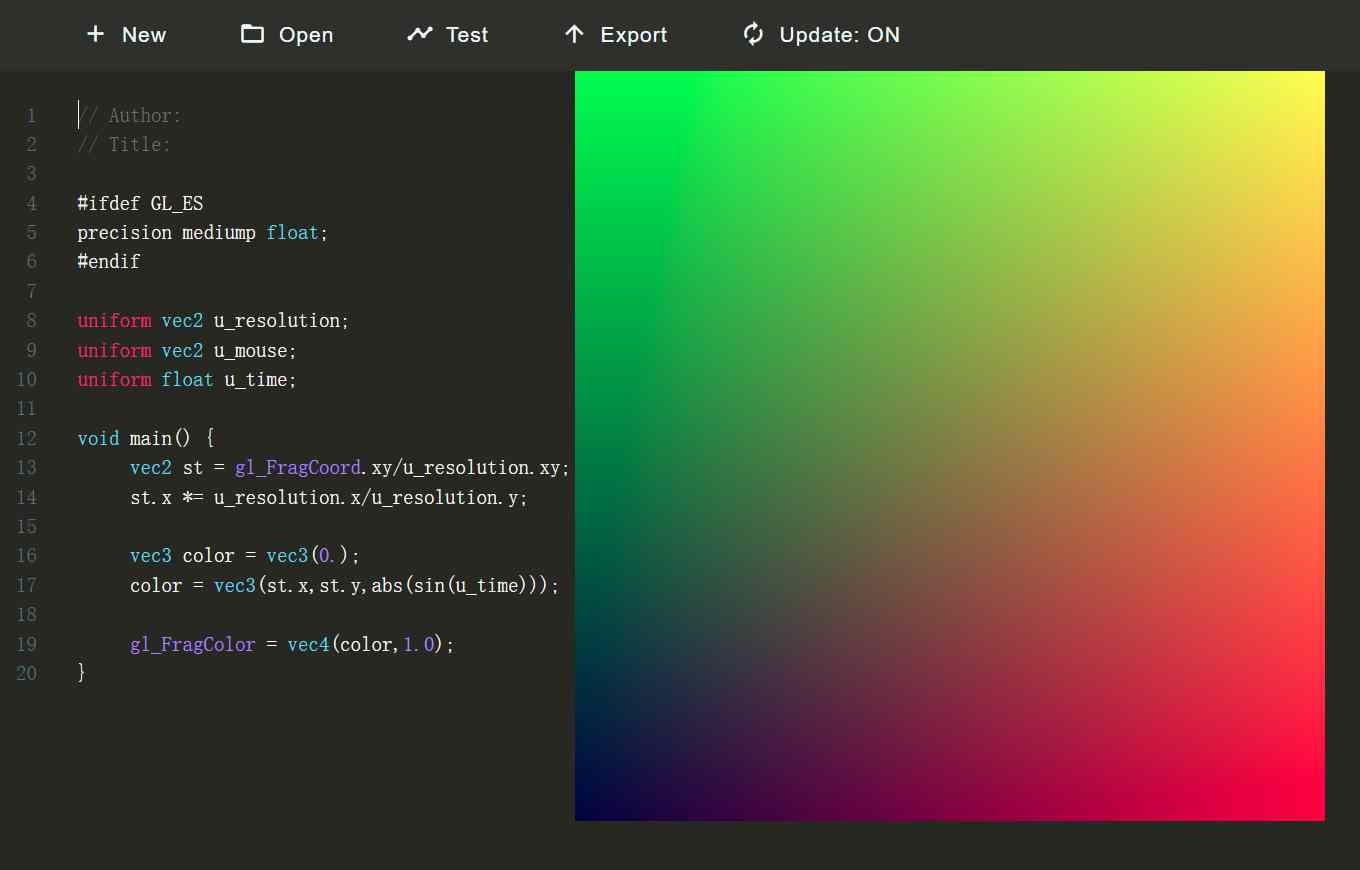 New Open Test Export Update: ON
1 // Author:
2 // Title:
3
4 #ifdef GL_ES
5 precision mediump float;
6 #endif
7
8 uniform vec2 u_resolution;
9 uniform vec2 u_mouse;
10 uniform float u_time;
11
12 void main() {
13 vec2 st = gl_FragCoord.xy/u_resolution.xy;
14 st.x *= u_resolution.x/u_resolution.y;
15
16 vec3 color = vec3(0.);
17 color = vec3(st.x,st.y,abs(sin(u_time)));
18
19 gl_FragColor = vec4(color,1.0);
20 }